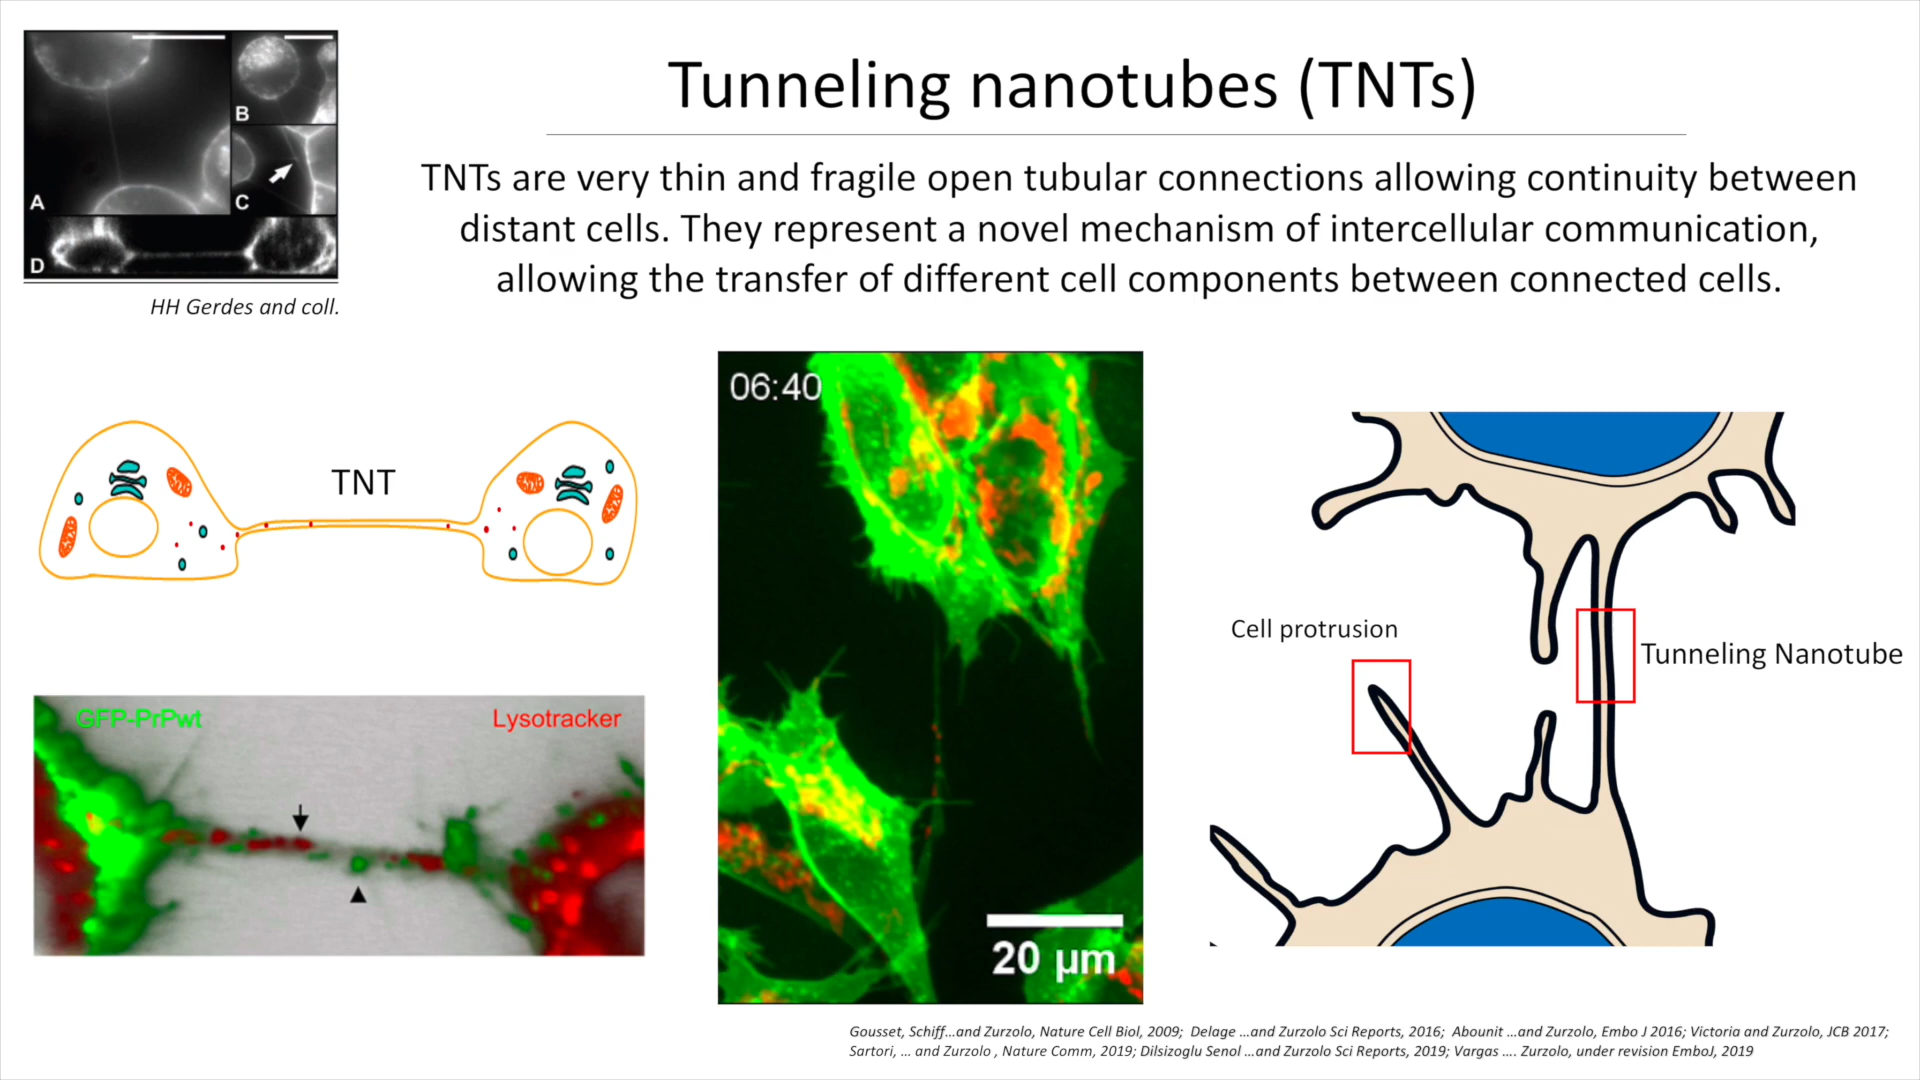 Tunneling nanotubes (TNTs)
TNTs are very thin and fragile open tubular connections allowing continuity between
distant cells. They represent a novel mechanism of intercellular communication,
allowing the transfer of different cell components between connected cells.
A
B
C
D
HH Gerdes and coll.
TNT
GFP-PrPwt
Lysotracker
06:40
20 µm
Cell protrusion
Tunneling Nanotube
Gousset, Schiff...and Zurzolo, Nature Cell Biol, 2009; Delage ...and Zurzolo Sci Reports, 2016; Abounit ...and Zurzolo, Embo J 2016; Victoria and Zurzolo, JCB 2017;
Sartori, ... and Zurzolo , Nature Comm, 2019; Dilsizoglu Senol ...and Zurzolo Sci Reports, 2019; Vargas .... Zurzolo, under revision EmboJ, 2019